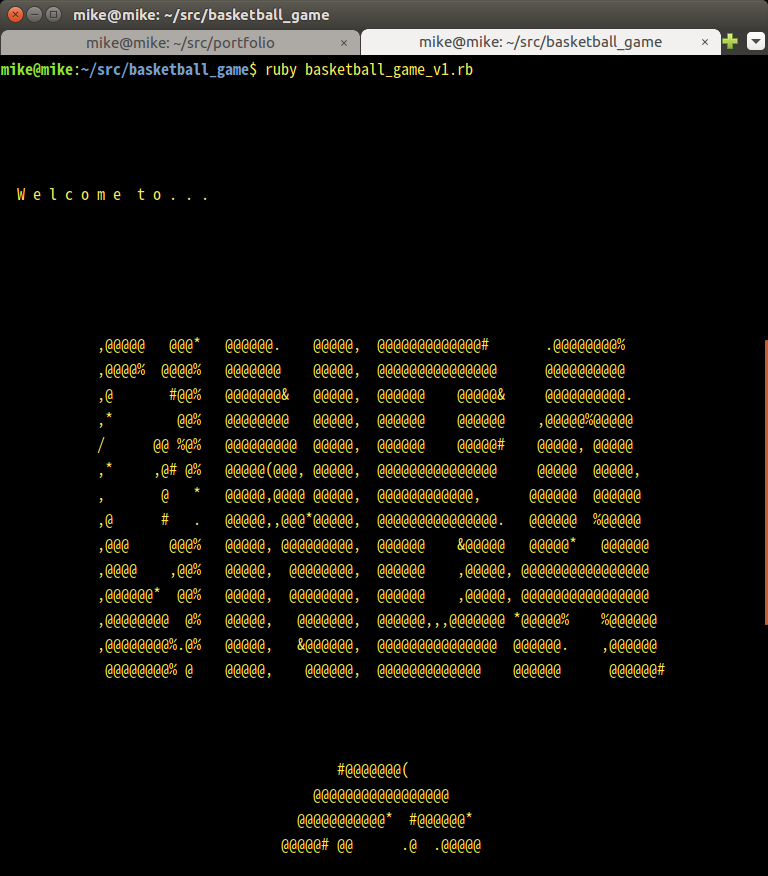 mike@mike: ~/src/basketball_game
mike@mike: ~/src/portfolio × mike@mike: ~/src/basketball_game ×
mike@mike:~/src/basketball_game$ ruby basketball_game_v1.rb
W e l c o m e  t o . . .
,@@@@@   @@@*   @@@@@@.    @@@@@,  @@@@@@@@@@@@@#       .@@@@@@@@%
,@@@@%  @@@@%   @@@@@@@    @@@@@,  @@@@@@@@@@@@@@@      @@@@@@@@@@
,@       #@@%   @@@@@@@&   @@@@@,  @@@@@@    @@@@@&     @@@@@@@@@@.
,*        @@%   @@@@@@@@   @@@@@,  @@@@@@    @@@@@@    ,@@@@@%@@@@@
/      @@ %@%   @@@@@@@@@  @@@@@,  @@@@@@    @@@@@#    @@@@@, @@@@@
,*     ,@# @%   @@@@@(@@@, @@@@@,  @@@@@@@@@@@@@@@     @@@@@  @@@@@,
,       @   *   @@@@@,@@@@ @@@@@,  @@@@@@@@@@@@,      @@@@@@  @@@@@@
,@      #   .   @@@@@,,@@@*@@@@@,  @@@@@@@@@@@@@@@.   @@@@@@  %@@@@@
,@@@     @@@%   @@@@@, @@@@@@@@@,  @@@@@@    &@@@@@   @@@@@*   @@@@@@
,@@@@    ,@@%   @@@@@,  @@@@@@@@,  @@@@@@    ,@@@@@, @@@@@@@@@@@@@@@@
,@@@@@@*  @@%   @@@@@,  @@@@@@@@,  @@@@@@    ,@@@@@, @@@@@@@@@@@@@@@@
,@@@@@@@@  @%   @@@@@,   @@@@@@@,  @@@@@@,,,@@@@@@@ *@@@@@%    %@@@@@@
,@@@@@@@@%.@%   @@@@@,   &@@@@@@,  @@@@@@@@@@@@@@@  @@@@@@.    ,@@@@@@
 @@@@@@@@% @    @@@@@,    @@@@@@,  @@@@@@@@@@@@@    @@@@@@      @@@@@@#
#@@@@@@@(
@@@@@@@@@@@@@@@@@
@@@@@@@@@@@*  #@@@@@@*
@@@@@# @@      .@  .@@@@@